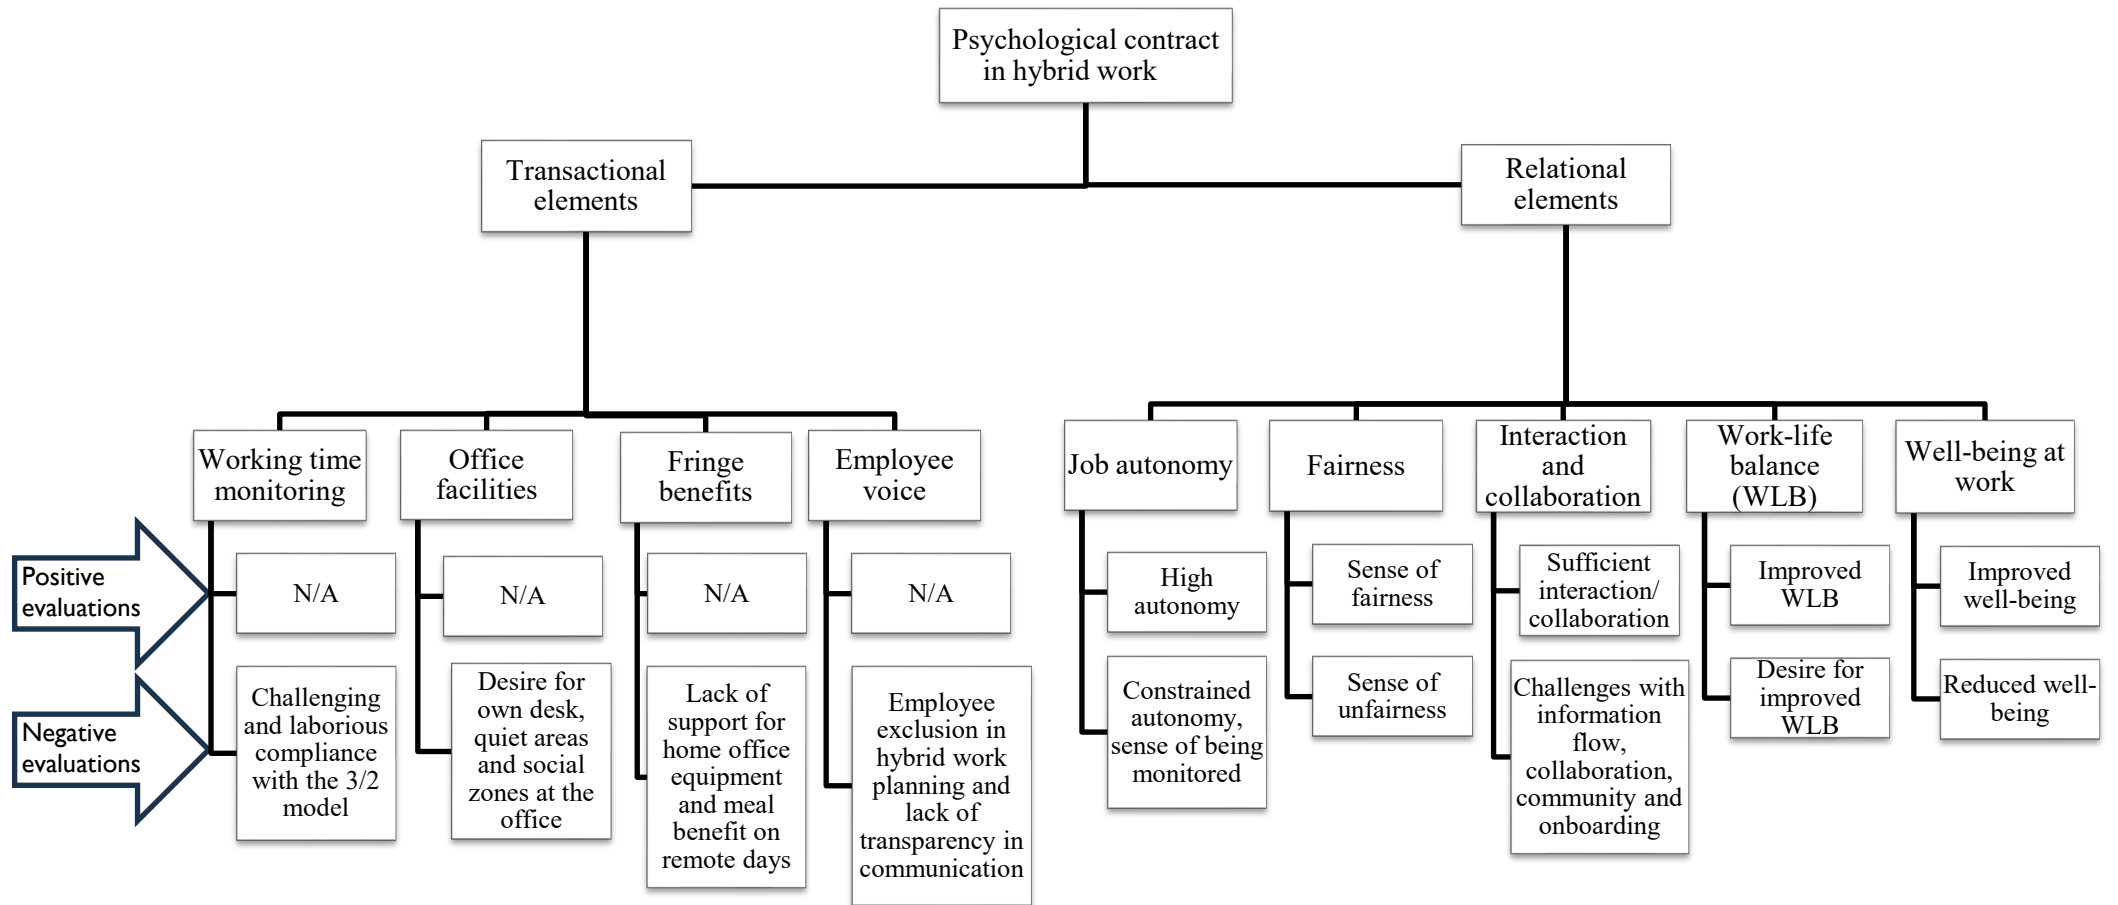 Psychological contract
in hybrid work
Transactional
elements
Relational
elements
Working time
monitoring
Office
facilities
Fringe
benefits
Employee
voice
Job autonomy
Fairness
Interaction
and
collaboration
Work-life
balance
(WLB)
Well-being at
work
Positive
evaluations
N/A
N/A
N/A
N/A
High
autonomy
Sense of
fairness
Sufficient
interaction/
collaboration
Improved
WLB
Improved
well-being
Negative
evaluations
Challenging
and laborious
compliance
with the 3/2
model
Desire for
own desk,
quiet areas
and social
zones at the
office
Lack of
support for
home office
equipment
and meal
benefit on
remote days
Employee
exclusion in
hybrid work
planning and
lack of
transparency in
communication
Constrained
autonomy,
sense of being
monitored
Sense of
unfairness
Challenges with
information
flow,
collaboration,
community and
onboarding
Desire for
improved
WLB
Reduced well-
being